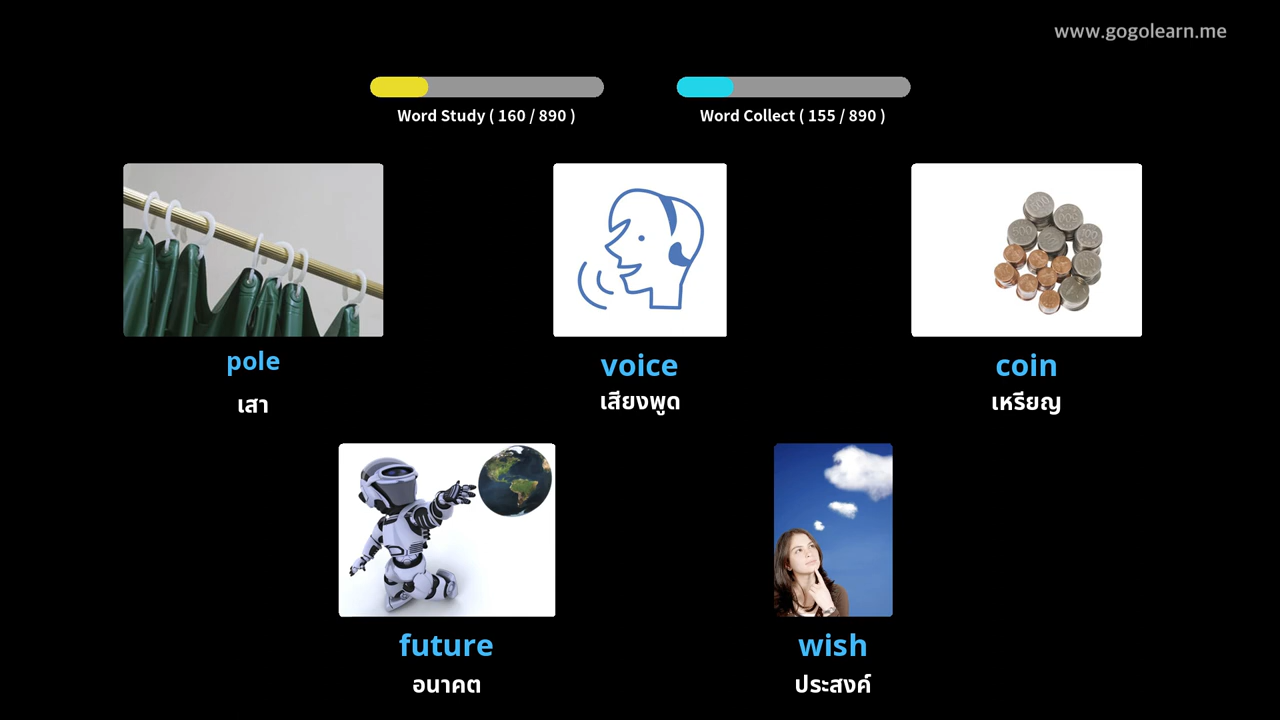 www.gogolearn.me
Word Study ( 160 / 890 )
Word Collect ( 155 / 890 )
pole
เสา
voice
เสียงพูด
coin
เหรียญ
future
อนาคต
wish
ประสงค์